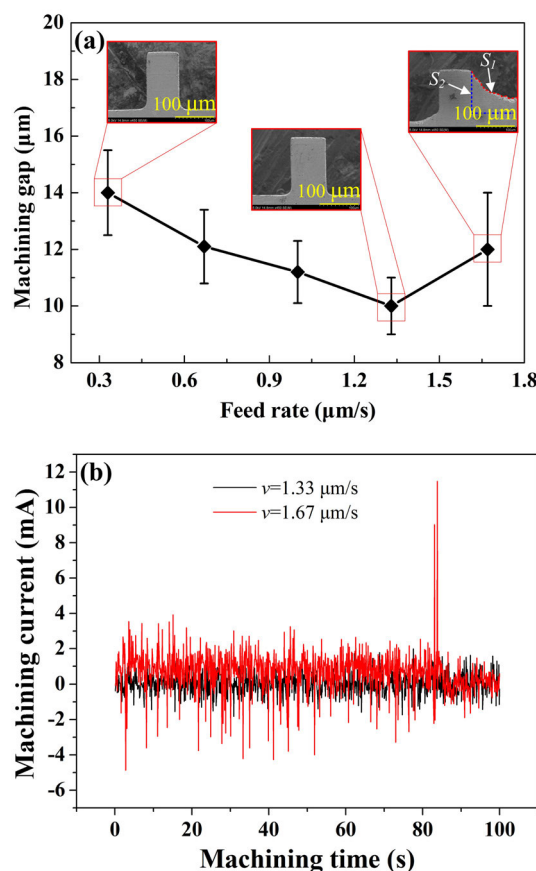 (a)
20
18
16
14
12
10
8
Machining gap (μm)
100 μm
100 μm
S2
S1
100 μm
0.3 0.6 0.9 1.2 1.5 1.8
Feed rate (μm/s)
(b)
12
10
8
6
4
2
0
-2
-4
-6
Machining current (mA)
v=1.33 μm/s
v=1.67 μm/s
0 20 40 60 80 100
Machining time (s)